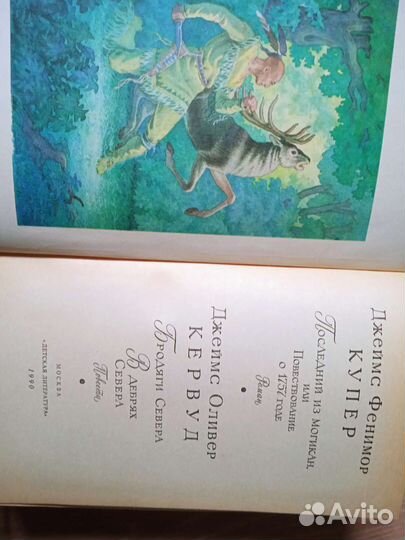 Джеймс Фенимор
КУПЕР
Последний из могикан,
или
Повествование
о 1757 годе
Роман
Джеймс Оливер
КЕРВУД
Бродяги Севера
В дебрях
Севера
Повести
МОСКВА
«ДЕТСКАЯ ЛИТЕРАТУРА»
1990
Avito